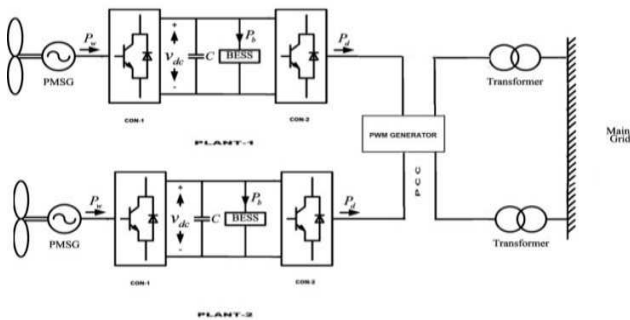 P_w
PMSG
+
V_dc
-
C
P_b
BESS
P_d
CON-1
CON-2
PLANT-1
PWM GENERATOR
PCC
Transformer
Main
Grid
P_w
PMSG
+
V_dc
-
C
P_b
BESS
P_d
CON-1
CON-2
PLANT-2
Transformer